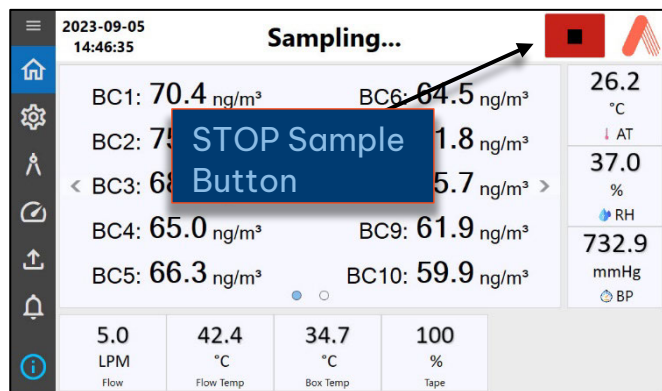 2023-09-05
14:46:35
Sampling...
BC1: 70.4 ng/m³
BC6: 64.5 ng/m³
BC2:
1.8 ng/m³
STOP Sample
Button
BC3:
5.7 ng/m³
BC4: 65.0 ng/m³
BC9: 61.9 ng/m³
BC5: 66.3 ng/m³
BC10: 59.9 ng/m³
26.2
°C
AT
37.0
%
RH
732.9
mmHg
BP
5.0
LPM
Flow
42.4
°C
Flow Temp
34.7
°C
Box Temp
100
%
Tape